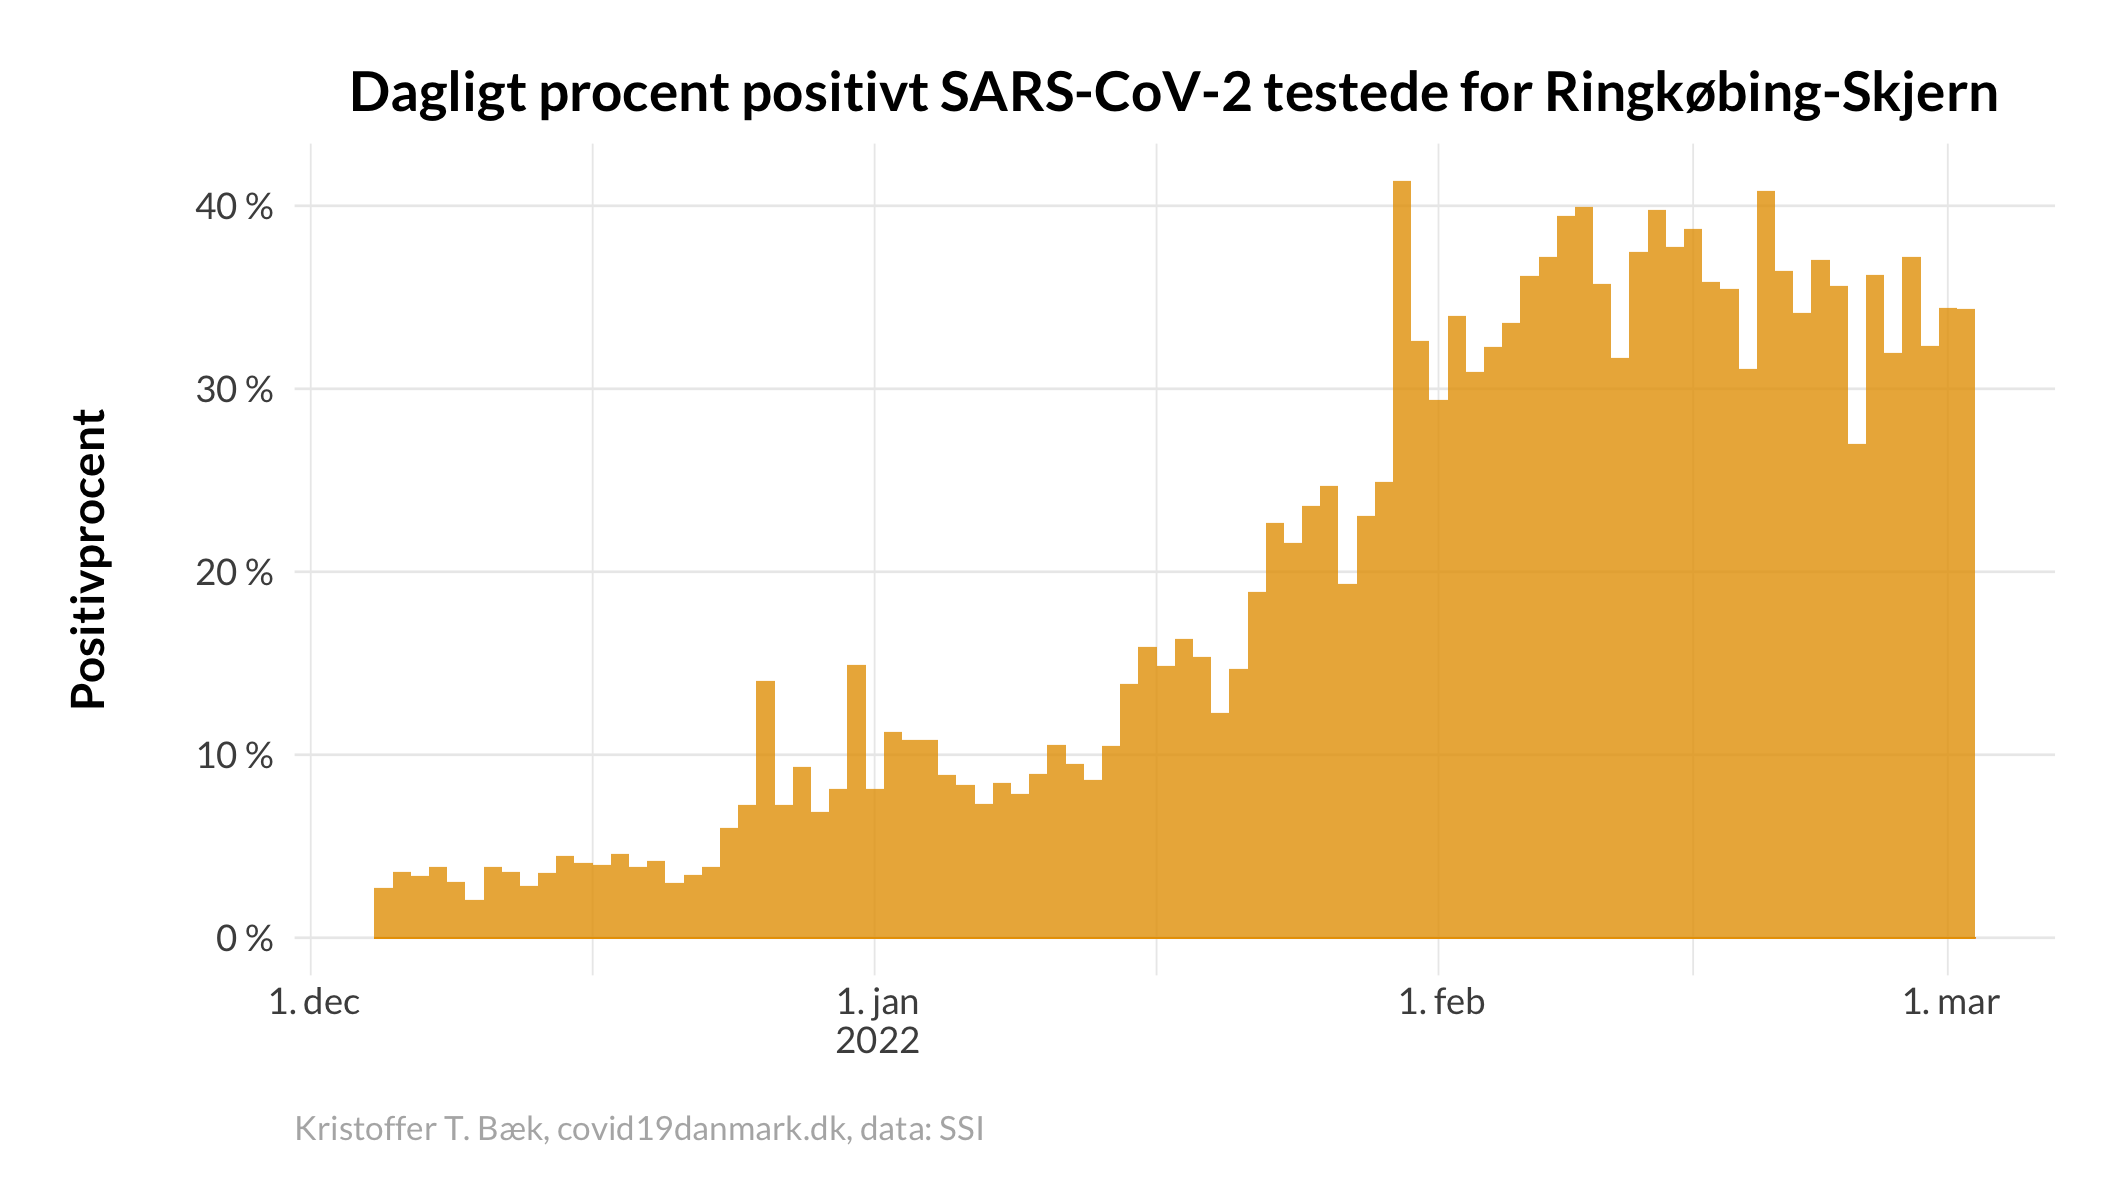 Dagligt procent positivt SARS-CoV-2 testede for Ringkøbing-Skjern
Positivprocent
40 %
30 %
20 %
10 %
0 %
1. dec
1. jan
2022
1. feb
1. mar
Kristoffer T. Bæk, covid19danmark.dk, data: SSI